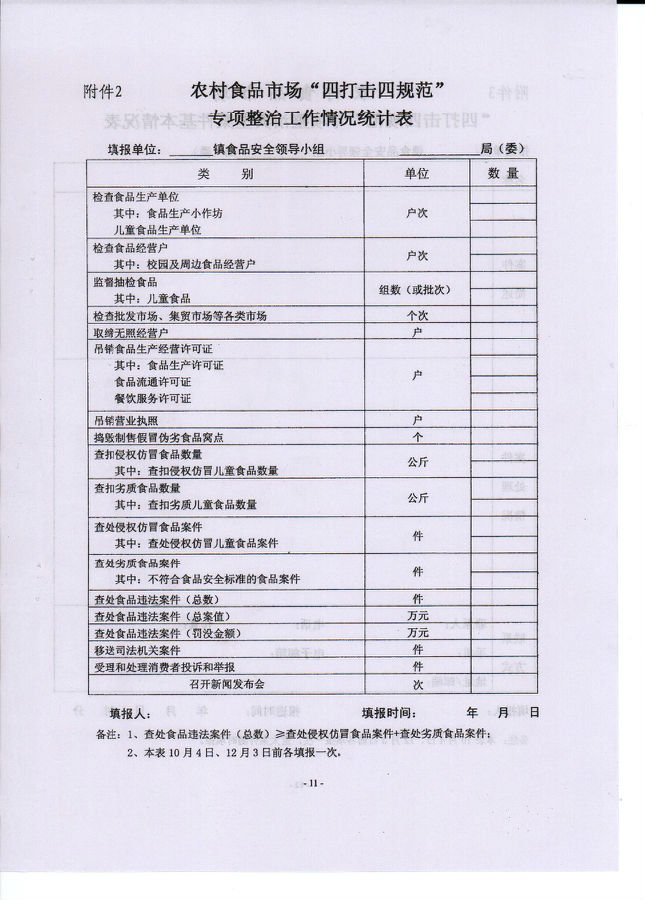 附件2
农村食品市场“四打击四规范”
专项整治工作情况统计表
填报单位：______镇食品安全领导小组 ______________局（委）
类 别 单位 数 量
检查食品生产单位
其中：食品生产小作坊 户次
儿童食品生产单位
检查食品经营户 户次
其中：校园及周边食品经营户
监督抽检食品 组数（或批次）
其中：儿童食品
检查批发市场、集贸市场等各类市场 个次
取缔无照经营户 户
吊销食品生产经营许可证
其中：食品生产许可证 户
食品流通许可证
餐饮服务许可证
吊销营业执照 户
捣毁制售假冒伪劣食品窝点 个
查扣侵权仿冒食品数量 公斤
其中：查扣侵权仿冒儿童食品数量
查扣劣质食品数量 公斤
其中：查扣劣质儿童食品数量
查处侵权仿冒食品案件 件
其中：查处侵权仿冒儿童食品案件
查处劣质食品案件 件
其中：不符合食品安全标准的食品案件
查处食品违法案件（总数） 件
查处食品违法案件（总案值） 万元
查处食品违法案件（罚没金额） 万元
移送司法机关案件 件
受理和处理消费者投诉和举报 件
召开新闻发布会 次
填报人： 填报时间： 年 月 日
备注：1、查处食品违法案件（总数）≥查处侵权仿冒食品案件+查处劣质食品案件；
2、本表10月4日、12月3日前各填报一次。
- 11 -